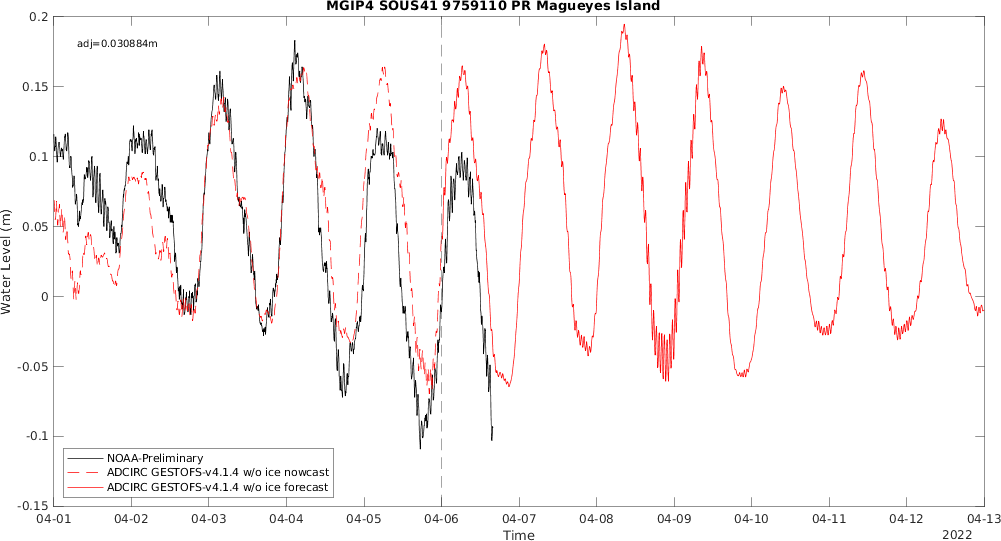 MGIP4 SOUS41 9759110 PR Magueyes Island
adj=0.030884m
0.2
0.15
0.1
0.05
0
-0.05
-0.1
-0.15
Water Level (m)
NOAA-Preliminary
ADCIRC GESTOFS-v4.1.4 w/o ice nowcast
ADCIRC GESTOFS-v4.1.4 w/o ice forecast
04-01 04-02 04-03 04-04 04-05 04-06 04-07 04-08 04-09 04-10 04-11 04-12 04-13
Time
2022